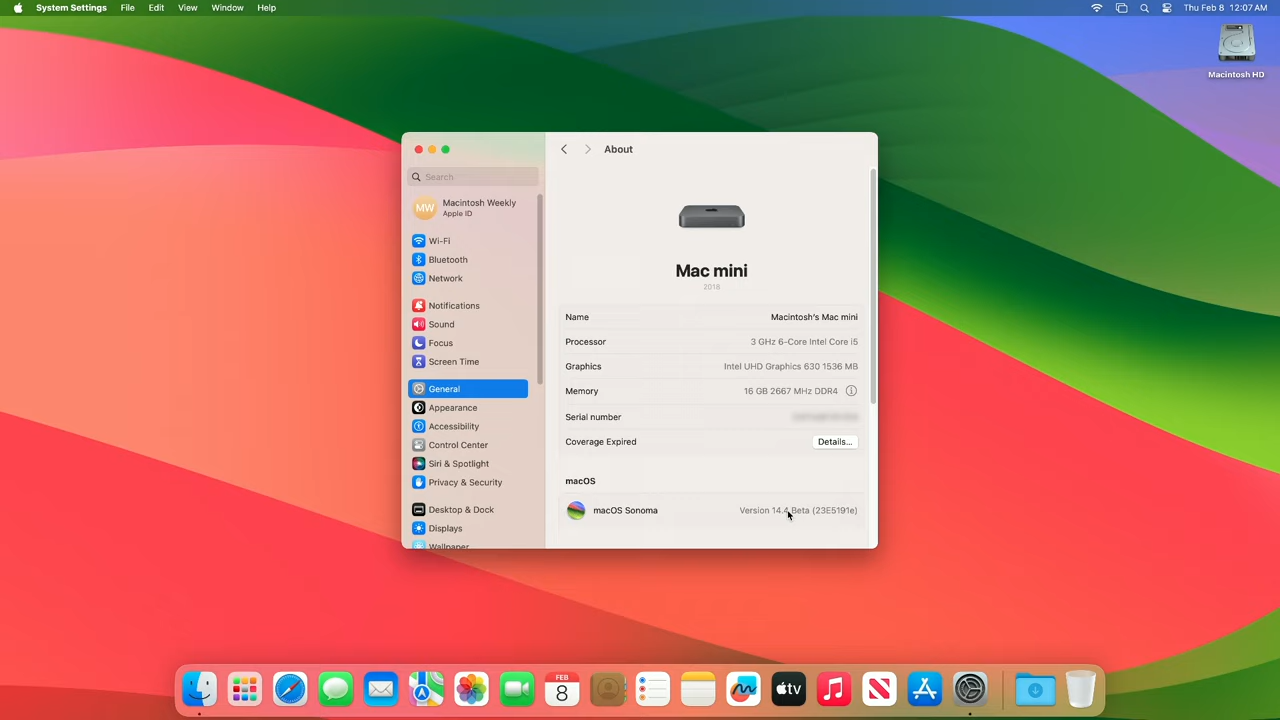 System Settings File Edit View Window Help Thu Feb 8 12:07 AM
Macintosh HD
About
Search
MW Macintosh Weekly
Apple ID
Wi-Fi
Bluetooth
Network
Notifications
Sound
Focus
Screen Time
General
Appearance
Accessibility
Control Center
Siri & Spotlight
Privacy & Security
Desktop & Dock
Displays
Wallpaper
Mac mini
2018
Name Macintosh's Mac mini
Processor 3 GHz 6-Core Intel Core i5
Graphics Intel UHD Graphics 630 1536 MB
Memory 16 GB 2667 MHz DDR4
Serial number
Coverage Expired Details...
macOS
macOS Sonoma Version 14.4 Beta (23E5191e)
FEB
8
tv